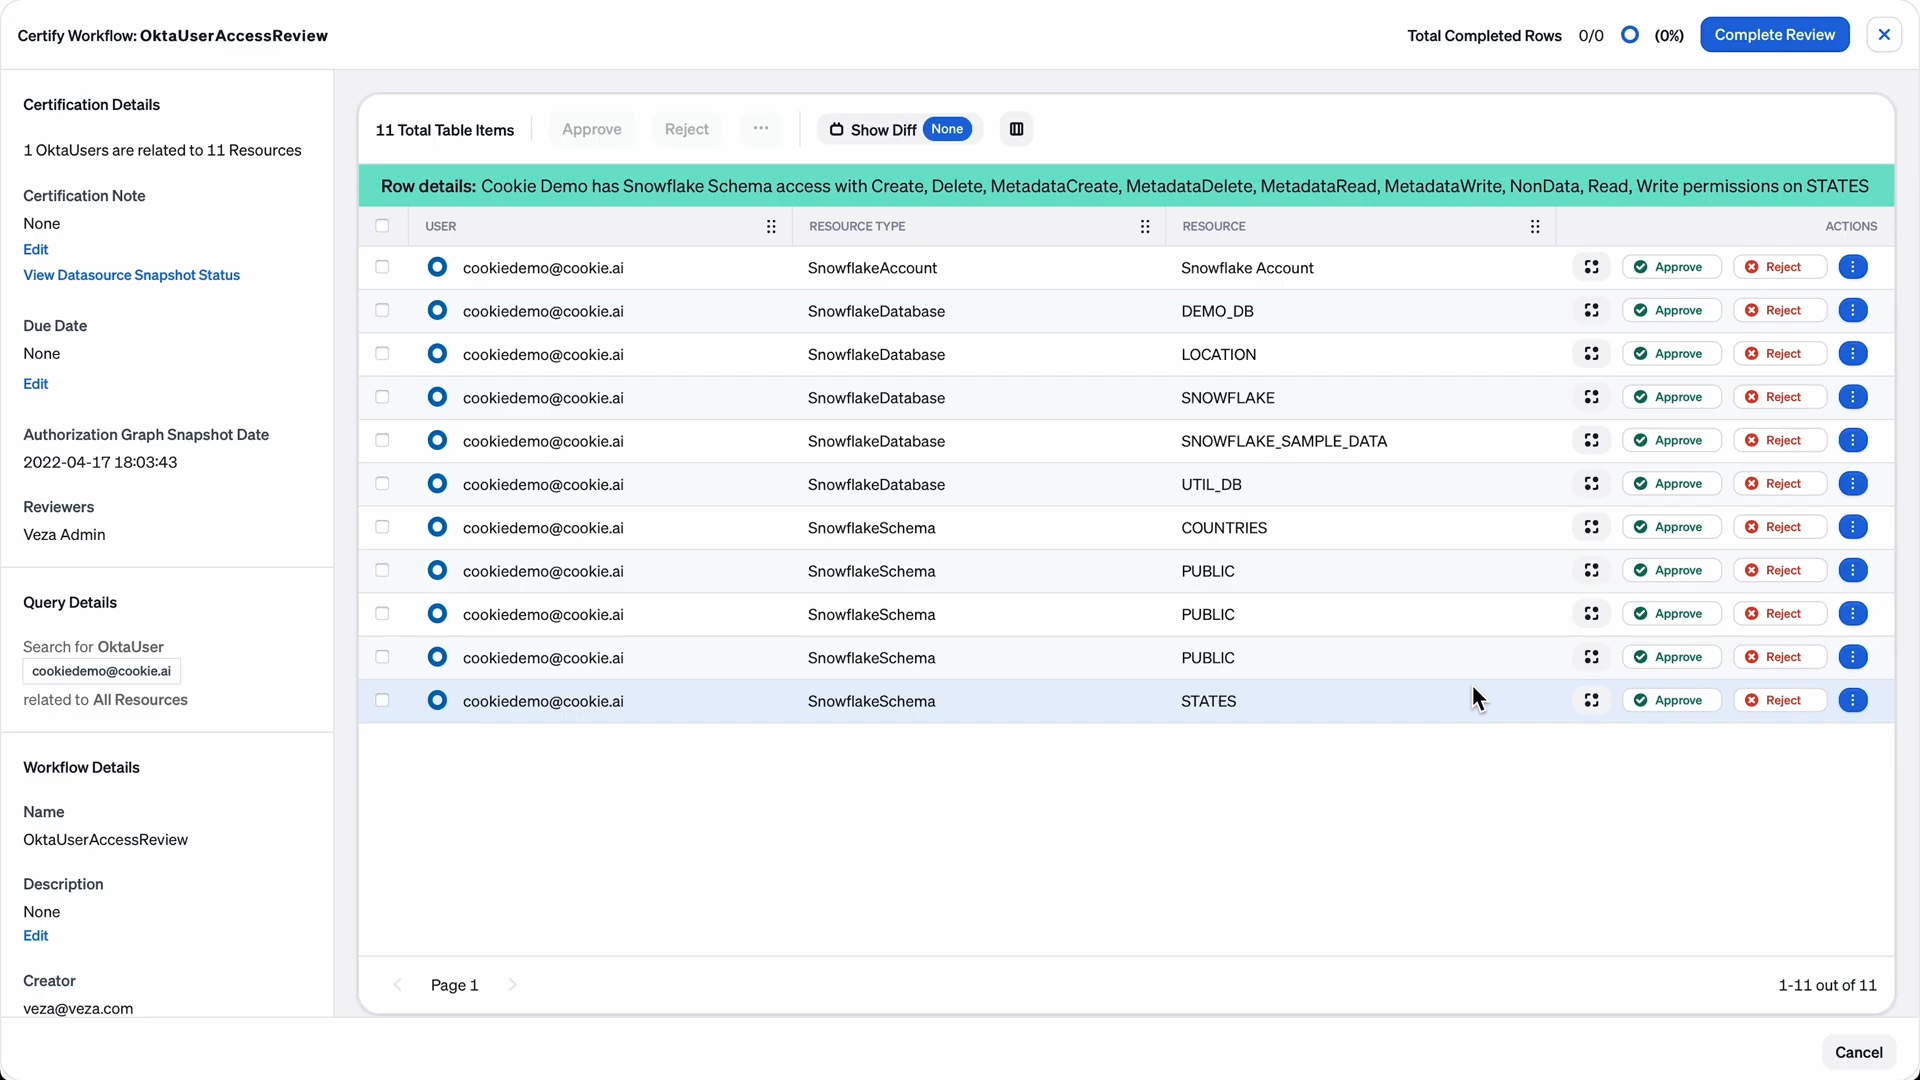 Certify Workflow: OktaUserAccessReview
Total Completed Rows 0/0 (0%) Complete Review
Certification Details
1 OktaUsers are related to 11 Resources
Certification Note
None
Edit
View Datasource Snapshot Status
Due Date
None
Edit
Authorization Graph Snapshot Date
2022-04-17 18:03:43
Reviewers
Veza Admin
Query Details
Search for OktaUser
cookiedemo@cookie.ai
related to All Resources
Workflow Details
Name
OktaUserAccessReview
Description
None
Edit
Creator
veza@veza.com
11 Total Table Items Approve Reject ... Show Diff None
Row details: Cookie Demo has Snowflake Schema access with Create, Delete, MetadataCreate, MetadataDelete, MetadataRead, MetadataWrite, NonData, Read, Write permissions on STATES
USER RESOURCE TYPE RESOURCE ACTIONS
cookiedemo@cookie.ai SnowflakeAccount Snowflake Account Approve Reject
cookiedemo@cookie.ai SnowflakeDatabase DEMO_DB Approve Reject
cookiedemo@cookie.ai SnowflakeDatabase LOCATION Approve Reject
cookiedemo@cookie.ai SnowflakeDatabase SNOWFLAKE Approve Reject
cookiedemo@cookie.ai SnowflakeDatabase SNOWFLAKE_SAMPLE_DATA Approve Reject
cookiedemo@cookie.ai SnowflakeDatabase UTIL_DB Approve Reject
cookiedemo@cookie.ai SnowflakeSchema COUNTRIES Approve Reject
cookiedemo@cookie.ai SnowflakeSchema PUBLIC Approve Reject
cookiedemo@cookie.ai SnowflakeSchema PUBLIC Approve Reject
cookiedemo@cookie.ai SnowflakeSchema PUBLIC Approve Reject
cookiedemo@cookie.ai SnowflakeSchema STATES Approve Reject
Page 1
1-11 out of 11
Cancel